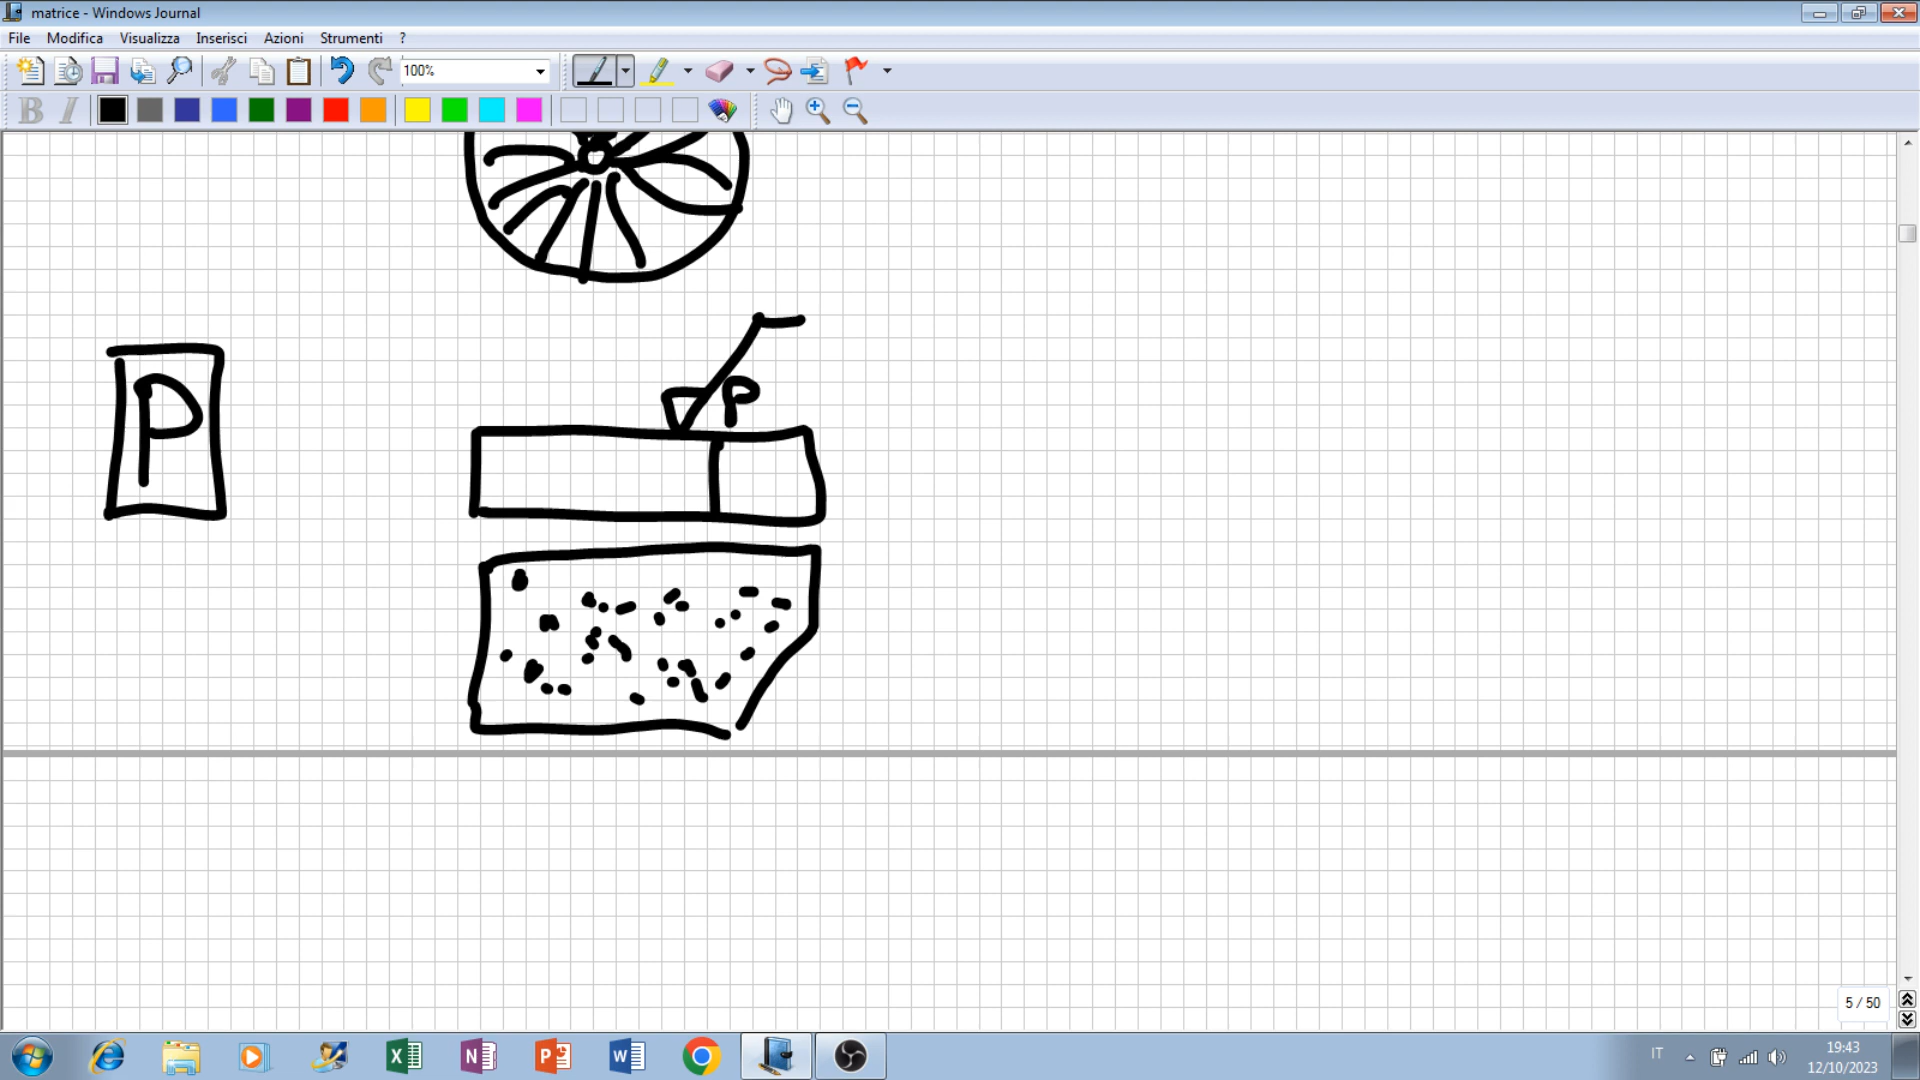 matrice - Windows Journal
File Modifica Visualizza Inserisci Azioni Strumenti ?
100%
B I
P
P
5 / 50
IT
19:43
12/10/2023